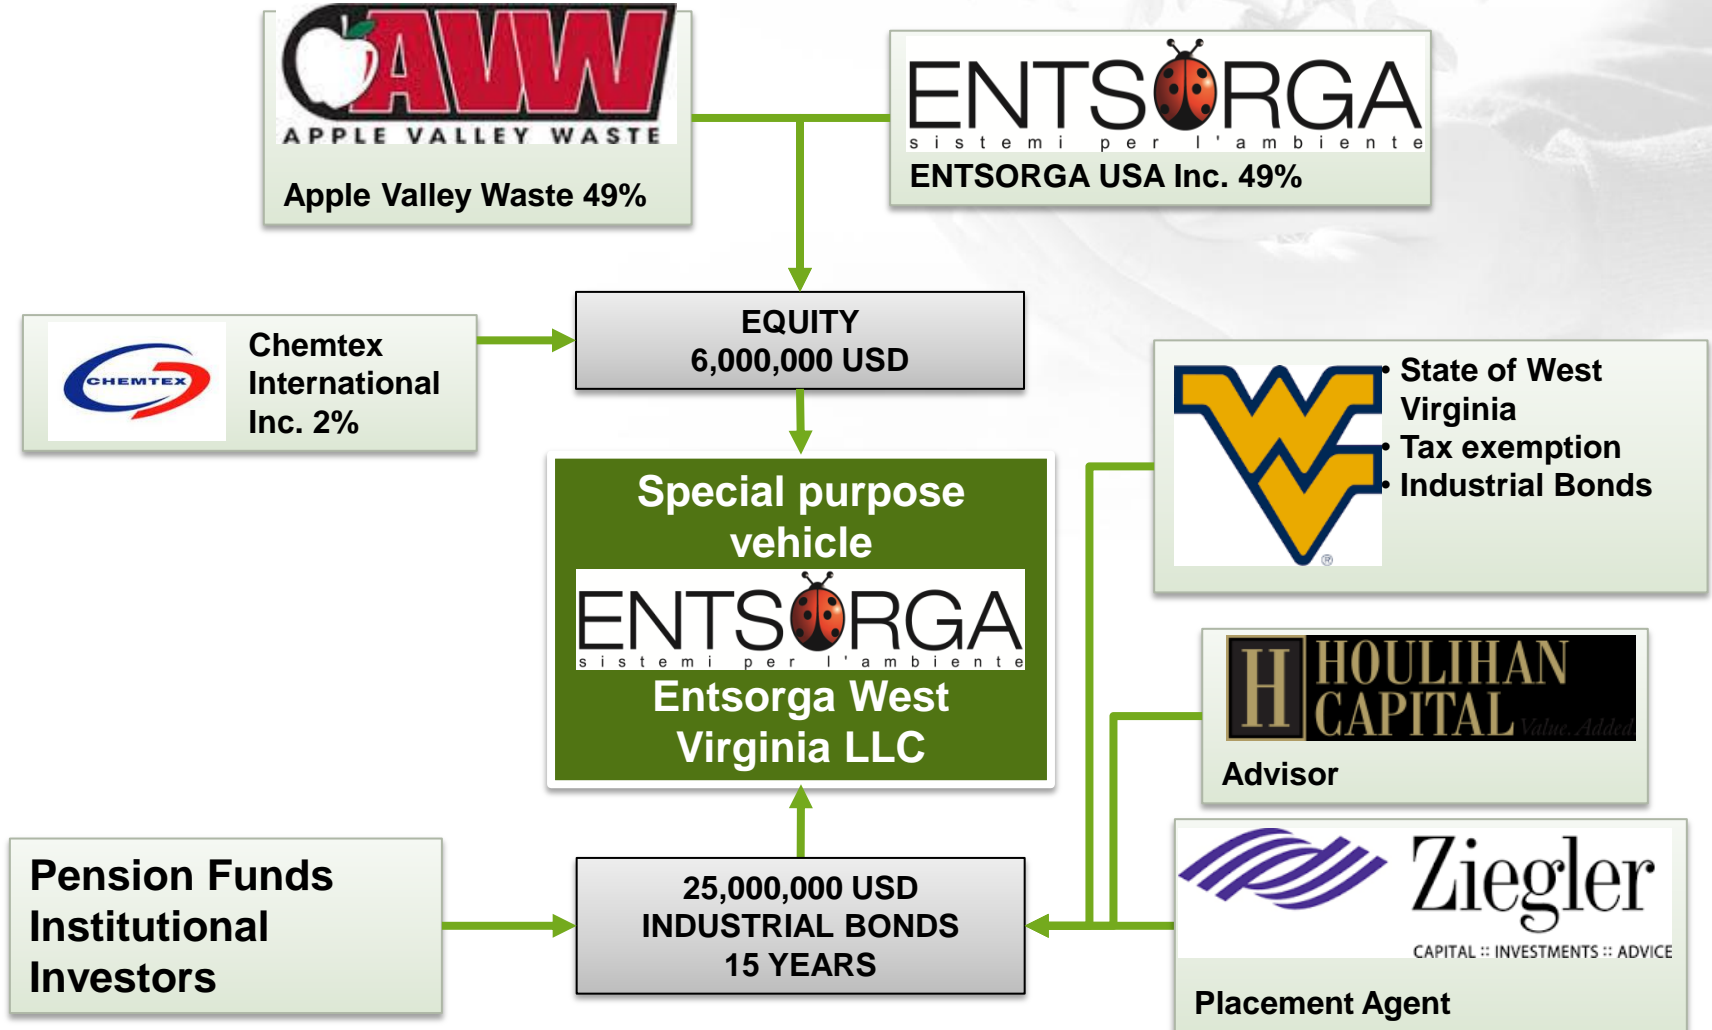 AVW
APPLE VALLEY WASTE
Apple Valley Waste 49%
ENTSORGA
sistemi per l'ambiente
ENTSORGA USA Inc. 49%
EQUITY
6,000,000 USD
CHEMTEX
Chemtex
International
Inc. 2%
• State of West
Virginia
• Tax exemption
• Industrial Bonds
WV
®
Special purpose
vehicle
ENTSORGA
sistemi per l'ambiente
Entsorga West
Virginia LLC
H HOULIHAN
CAPITAL Value. Added.
Advisor
Pension Funds
Institutional
Investors
25,000,000 USD
INDUSTRIAL BONDS
15 YEARS
Ziegler
CAPITAL :: INVESTMENTS :: ADVICE
Placement Agent